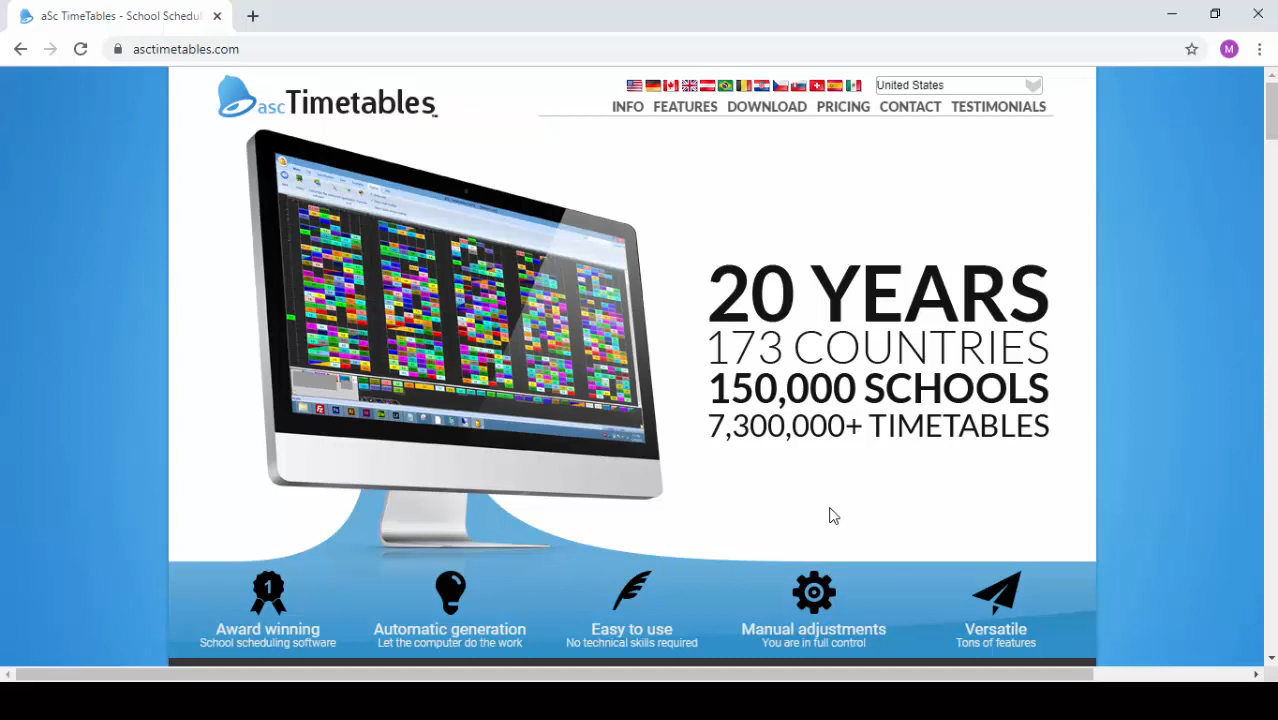 aSc TimeTables - School Schedul
asctimetables.com
M
ascTimetables
United States
INFO FEATURES DOWNLOAD PRICING CONTACT TESTIMONIALS
20 YEARS
173 COUNTRIES
150,000 SCHOOLS
7,300,000+ TIMETABLES
1
Award winning
School scheduling software
Automatic generation
Let the computer do the work
Easy to use
No technical skills required
Manual adjustments
You are in full control
Versatile
Tons of features